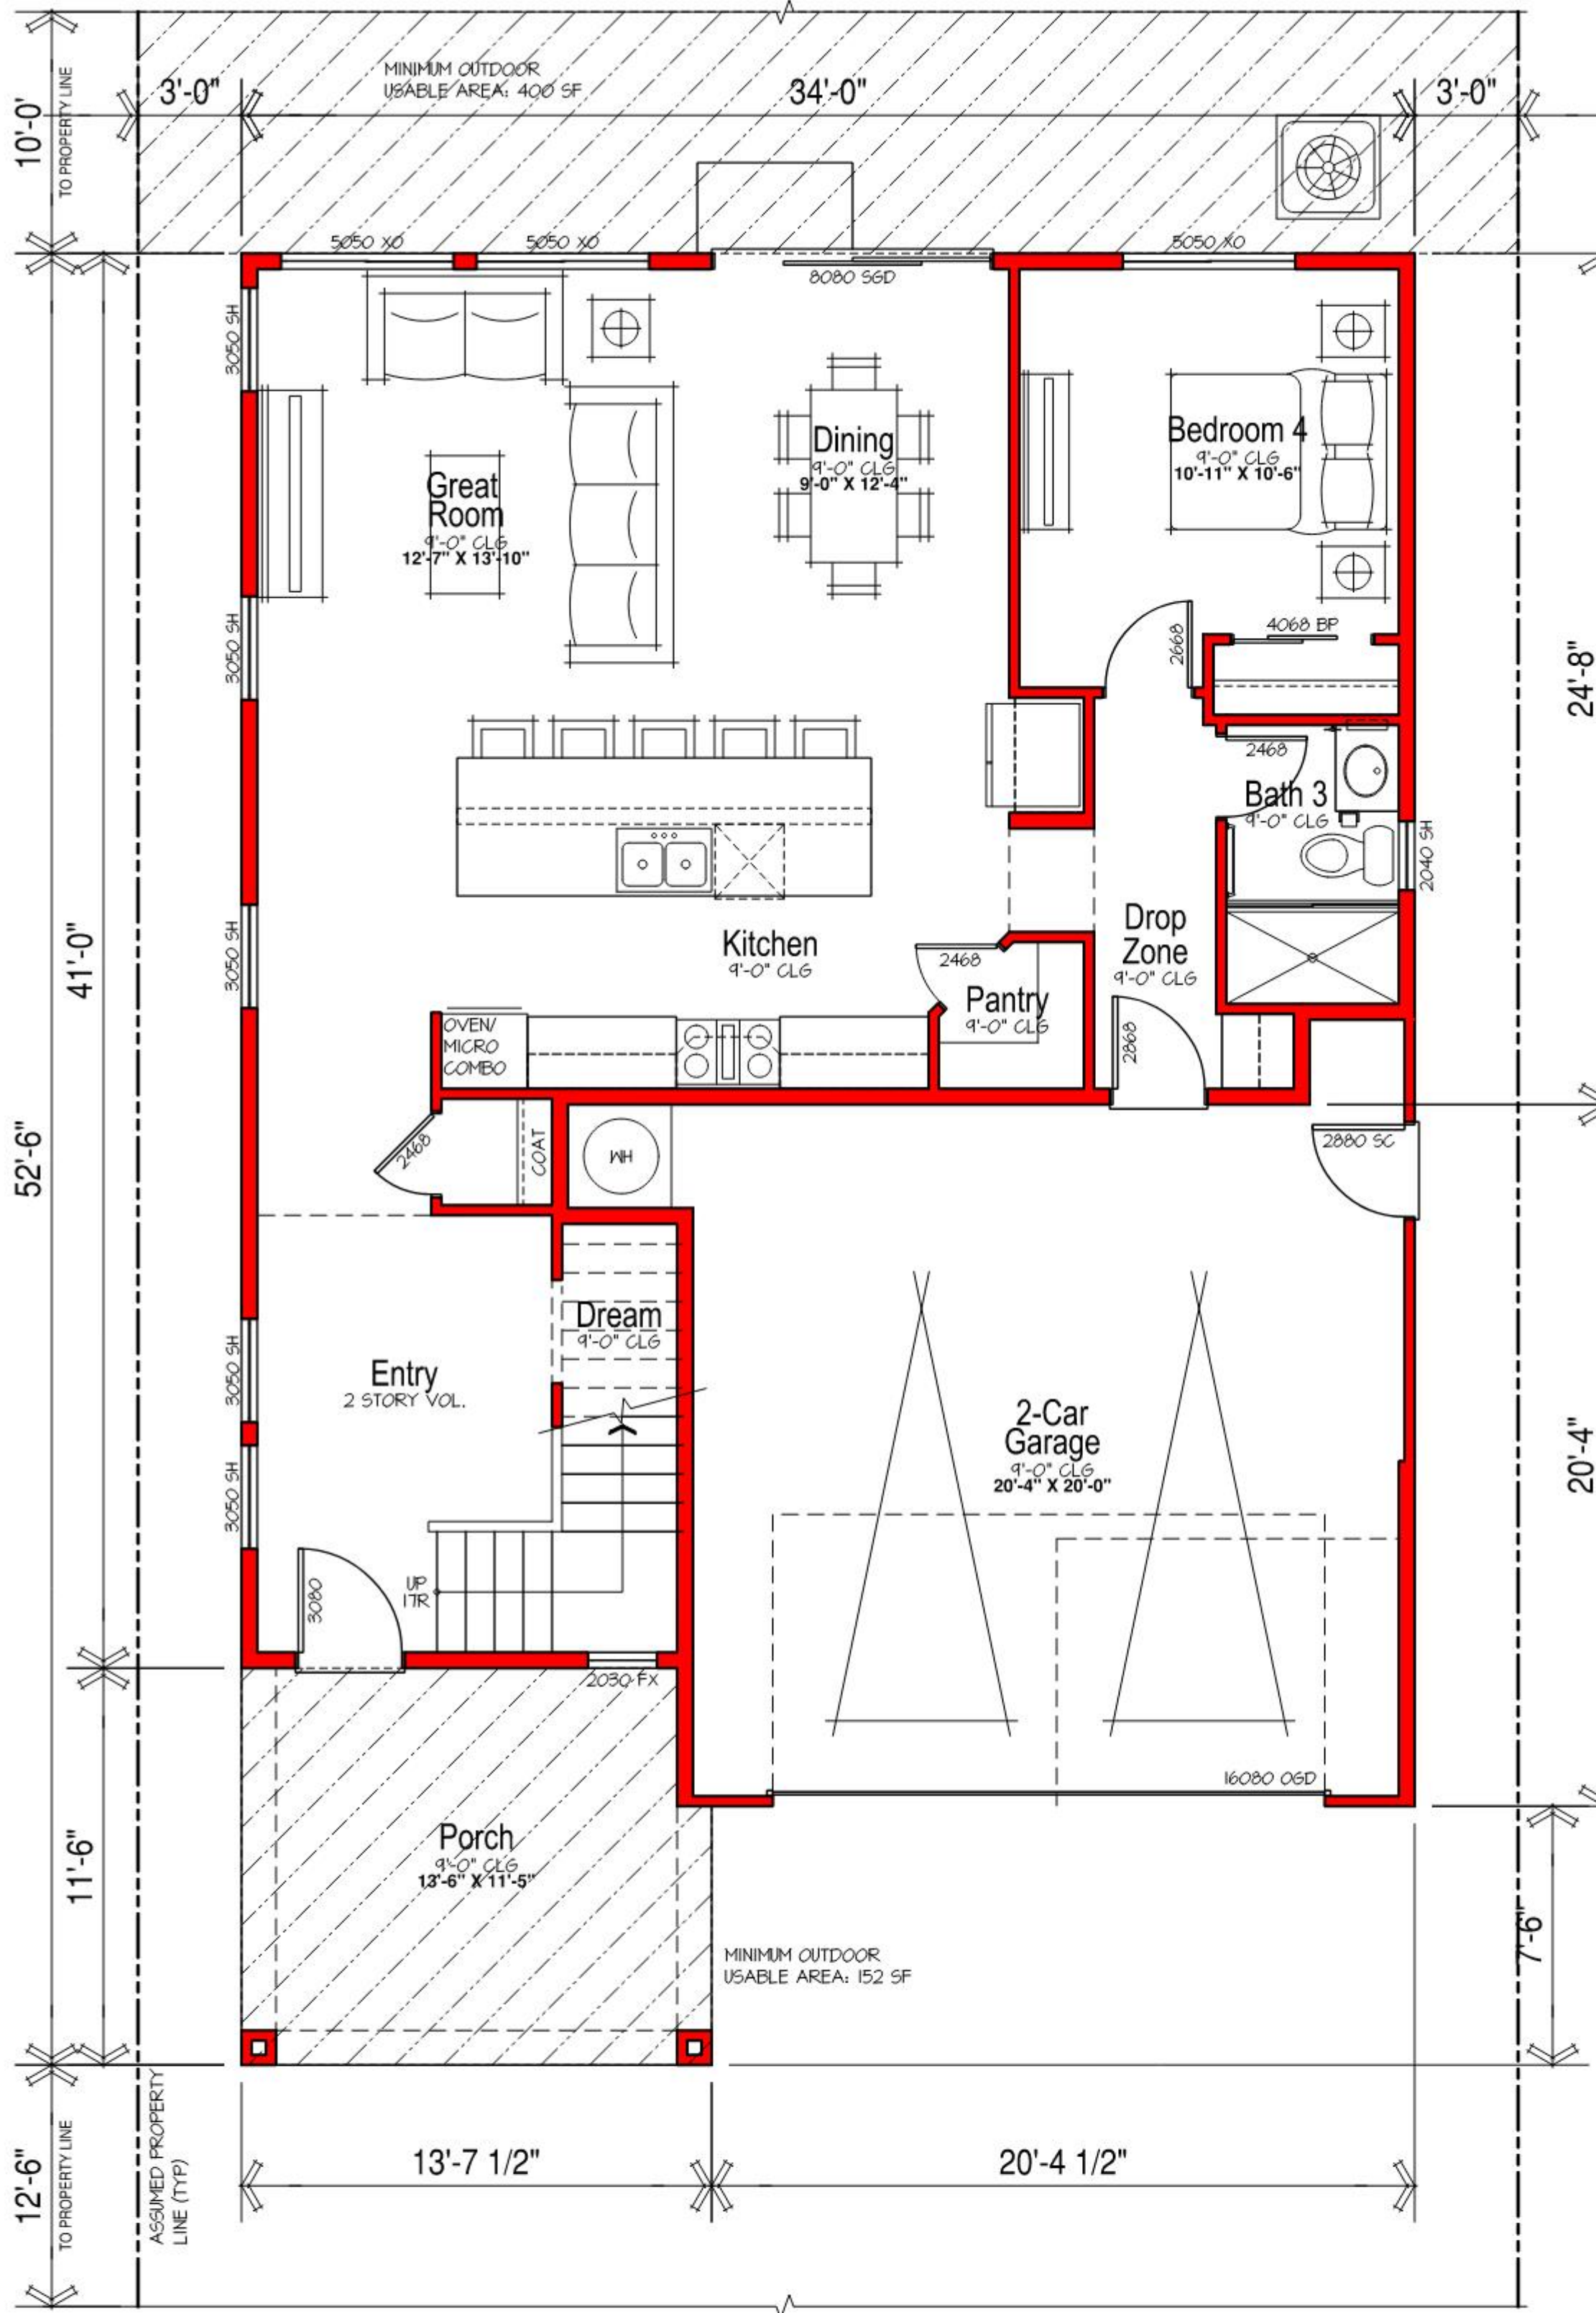 10'-0"
TO PROPERTY LINE
3'-0"
MINIMUM OUTDOOR
USABLE AREA: 400 SF
34'-0"
3'-0"
5050 XO
5050 XO
8080 SGD
5050 XO
3050 SH
Great
Room
9'-0" CLG
12'-7" X 13'-10"
Dining
9'-0" CLG
9'-0" X 12'-4"
Bedroom 4
9'-0" CLG
10'-11" X 10'-6"
3050 SH
2668
4068 BP
24'-8"
2468
Bath 3
9'-0" CLG
2040 SH
41'-0"
3050 SH
Kitchen
9'-0" CLG
2468
Pantry
9'-0" CLG
Drop
Zone
9'-0" CLG
2868
OVEN/
MICRO
COMBO
52'-6"
2468
COAT
WH
2880 SC
Dream
9'-0" CLG
3050 SH
Entry
2 STORY VOL.
2-Car
Garage
9'-0" CLG
20'-4" X 20'-0"
20'-4"
3050 SH
3080
UP
17R
2030 FX
16080 OGD
Porch
9'-0" CLG
13'-6" X 11'-5"
11'-6"
MINIMUM OUTDOOR
USABLE AREA: 152 SF
7'-6"
12'-6"
TO PROPERTY LINE
ASSUMED PROPERTY
LINE (TYP)
13'-7 1/2"
20'-4 1/2"